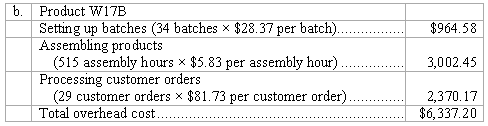 b. Product W17B
Setting up batches (34 batches × $28.37 per batch)................. $964.58
Assembling products
(515 assembly hours × $5.83 per assembly hour) ................ 3,002.45
Processing customer orders
(29 customer orders × $81.73 per customer order)............... 2,370.17
Total overhead cost................................................................ $6,337.20